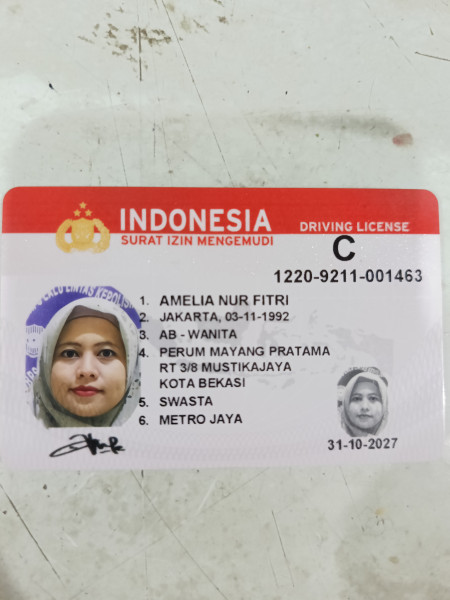 INDONESIA
SURAT IZIN MENGEMUDI
DRIVING LICENSE
C
1220-9211-001463
1. AMELIA NUR FITRI
2. JAKARTA, 03-11-1992
3. AB - WANITA
4. PERUM MAYANG PRATAMA
RT 3/8 MUSTIKAJAYA
KOTA BEKASI
5. SWASTA
6. METRO JAYA
31-10-2027